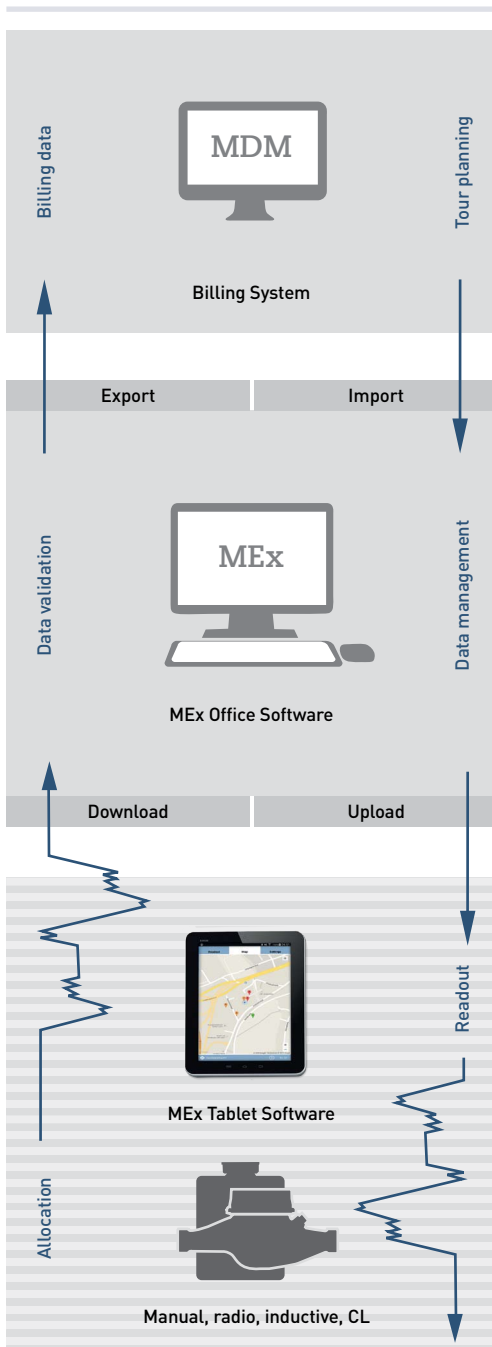 MDM
Billing data
Tour planning
Billing System
Export
Import
MEx
Data validation
Data management
MEx Office Software
Download
Upload
Readout
MEx Tablet Software
Allocation
Manual, radio, inductive, CL